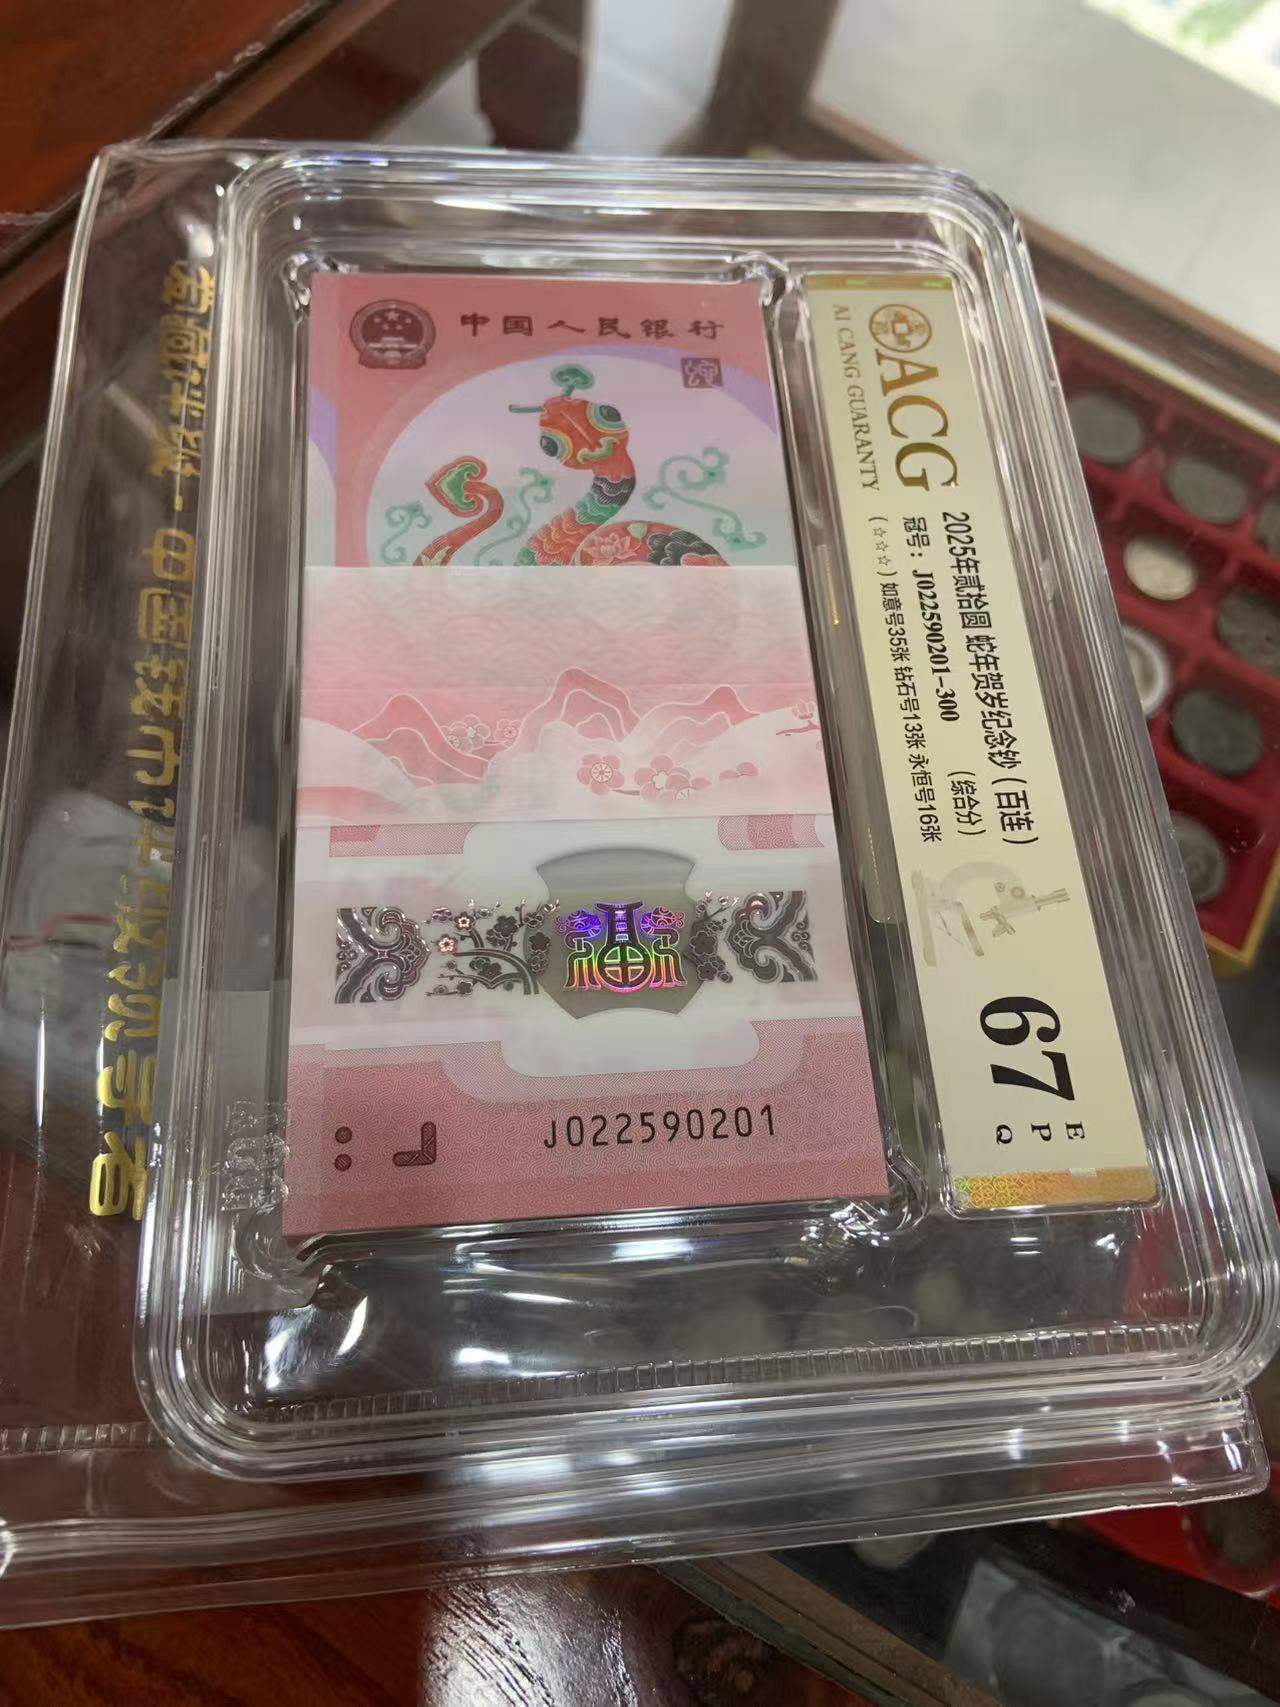 中国人民银行
J022590201
ACG
AI CANG GUARANTY
2025年贰拾圆 蛇年贺岁纪念钞（百连）
冠号：J022590201-300 （综合分）
（☆☆☆）如意号35张 钻石号13张 永恒号16张
67
E
P
Q